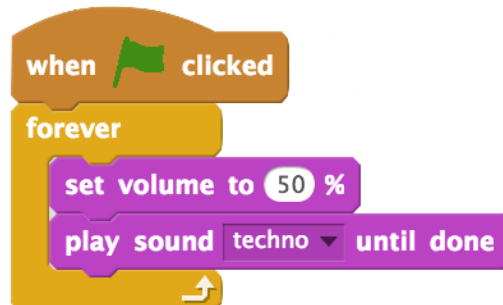 when clicked
forever
set volume to 50 %
play sound techno until done